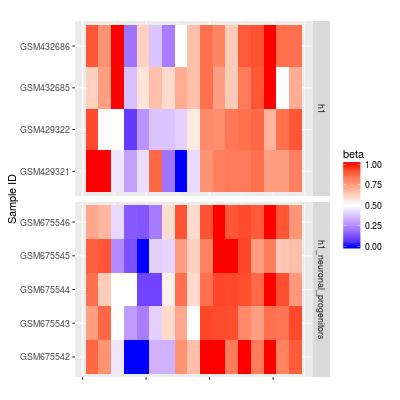 GSM432686
GSM432685
GSM429322
GSM429321
h1
GSM675546
GSM675545
GSM675544
GSM675543
GSM675542
h1_neuronal_progenitors
Sample ID
beta
1.00
0.75
0.50
0.25
0.00